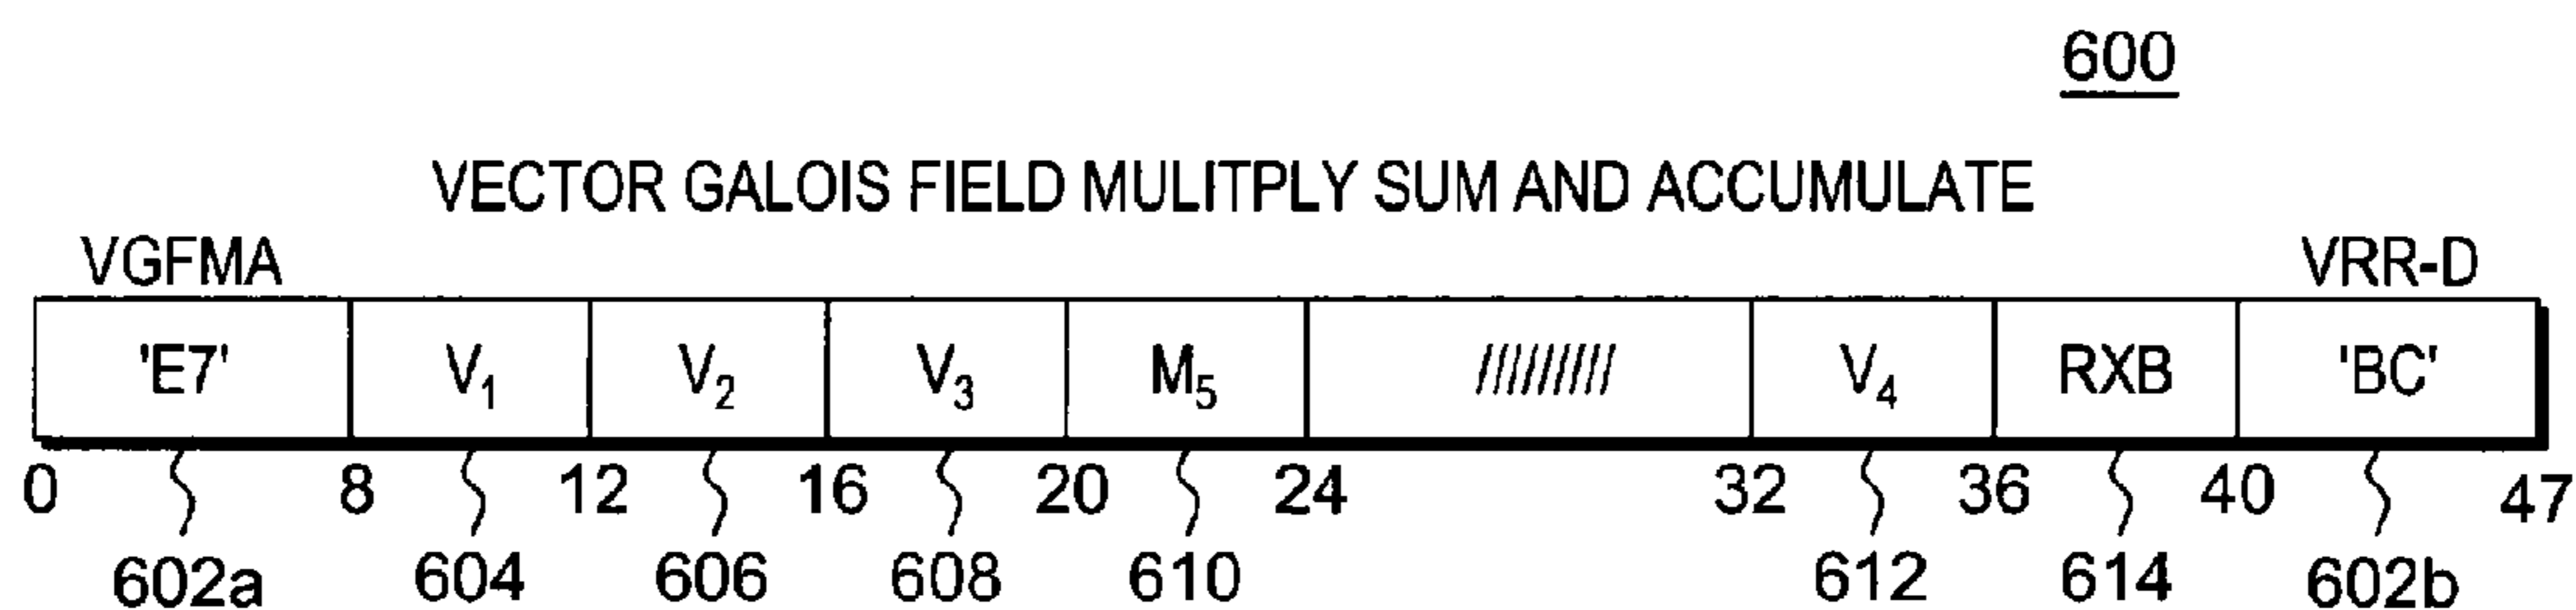 600
VECTOR GALOIS FIELD MULITPLY SUM AND ACCUMULATE
VGFMA VRR-D
'E7' V₁ V₂ V₃ M₅ ///////// V₄ RXB 'BC'
0 8 12 16 20 24 32 36 40 47
602a 604 606 608 610 612 614 602b